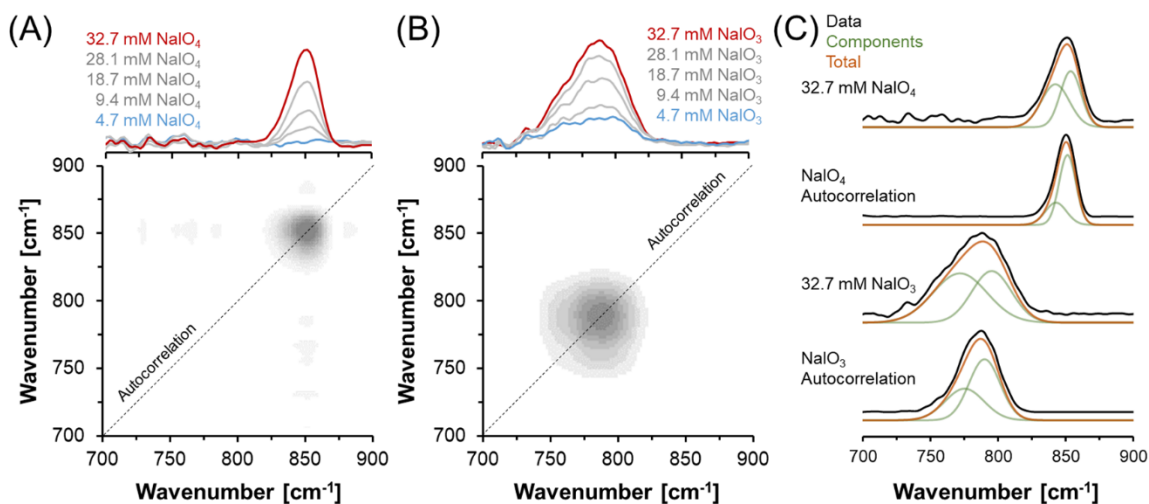 (A)
32.7 mM NaIO₄
28.1 mM NaIO₄
18.7 mM NaIO₄
9.4 mM NaIO₄
4.7 mM NaIO₄
900
850
800
750
700
Wavenumber [cm⁻¹]
Autocorrelation
700
750
800
850
900
Wavenumber [cm⁻¹]
(B)
32.7 mM NaIO₃
28.1 mM NaIO₃
18.7 mM NaIO₃
9.4 mM NaIO₃
4.7 mM NaIO₃
900
850
800
750
700
Wavenumber [cm⁻¹]
Autocorrelation
700
750
800
850
900
Wavenumber [cm⁻¹]
(C)
Data
Components
Total
32.7 mM NaIO₄
NaIO₄
Autocorrelation
32.7 mM NaIO₃
NaIO₃
Autocorrelation
700
750
800
850
900
Wavenumber [cm⁻¹]